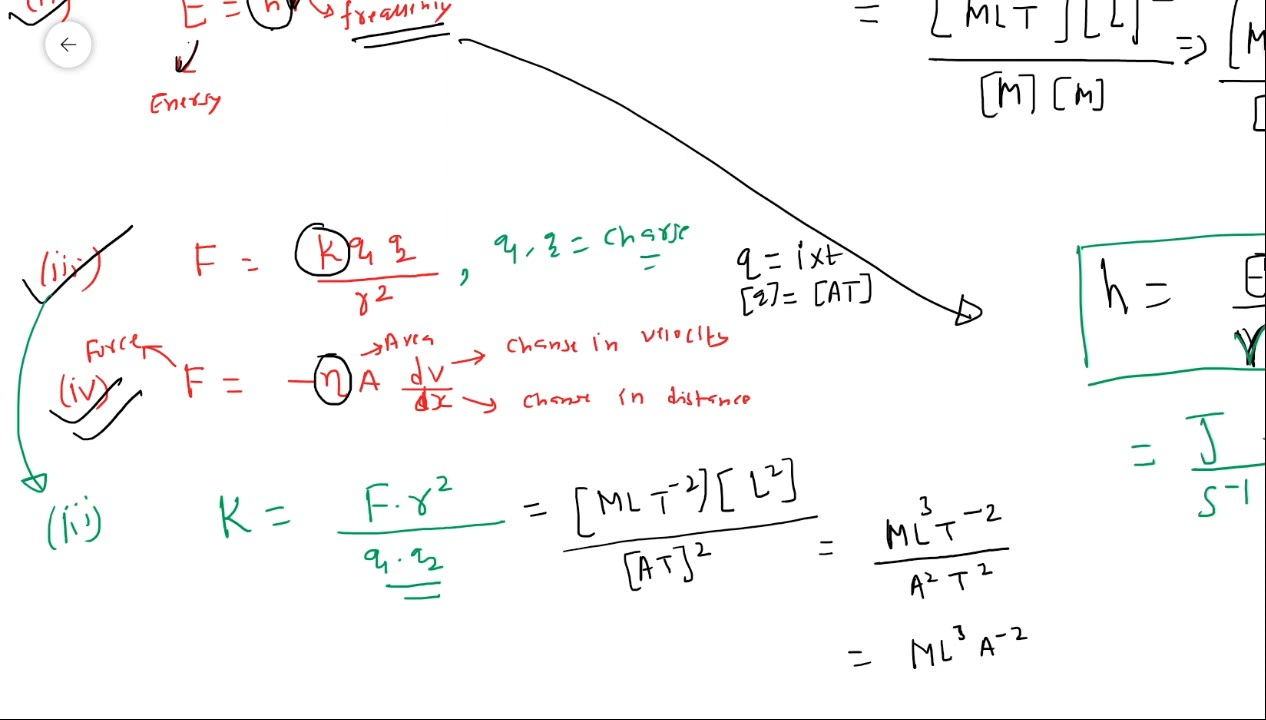 (ii) E = h → frequency
↓
Energy
= [MLT ] [L]
[M] [M]
⇒ [M
[
(iii) F = k q₁ q₂ , q₁, q₂ = charge
r²
q = i×t
[q] = [AT]
h = E
ν
= J
s⁻¹
Force → Area
(iv) F = - η A dv → change in velocity
dx → change in distance
(iii) K = F·r² = [MLT⁻²][L²] = ML³T⁻²
q₁·q₂ [AT]² A²T²
= ML³A⁻²